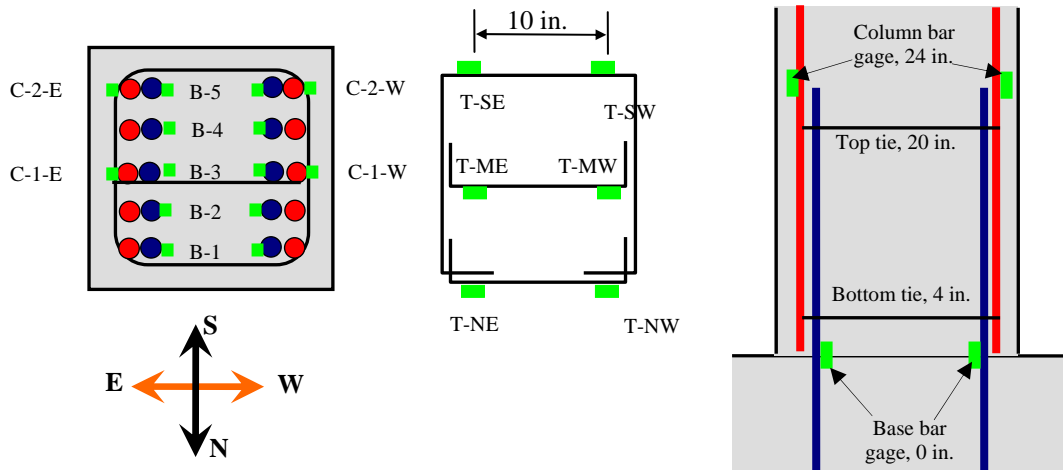 C-2-E
B-5
C-2-W
B-4
C-1-E
B-3
C-1-W
B-2
B-1
S
E
W
N
10 in.
T-SE
T-SW
T-ME
T-MW
T-NE
T-NW
Column bar
gage, 24 in.
Top tie, 20 in.
Bottom tie, 4 in.
Base bar
gage, 0 in.